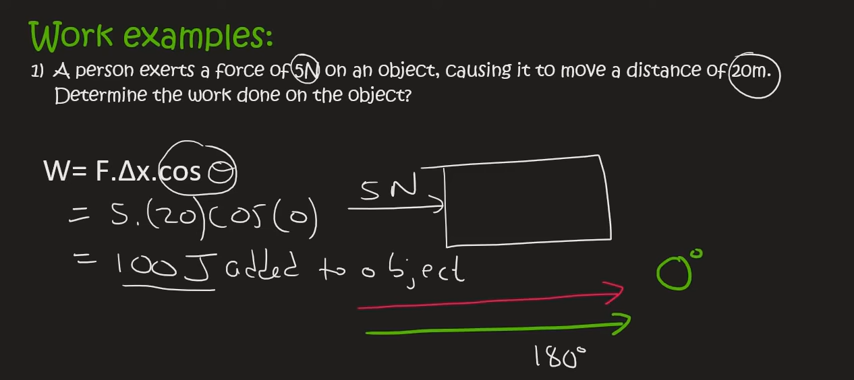 Work examples:
1) A person exerts a force of 5N on an object, causing it to move a distance of 20m.
Determine the work done on the object?
W= F.Δx.cos Θ
= 5.(20)cos(0)
= 100J added to object
5N
0°
180°